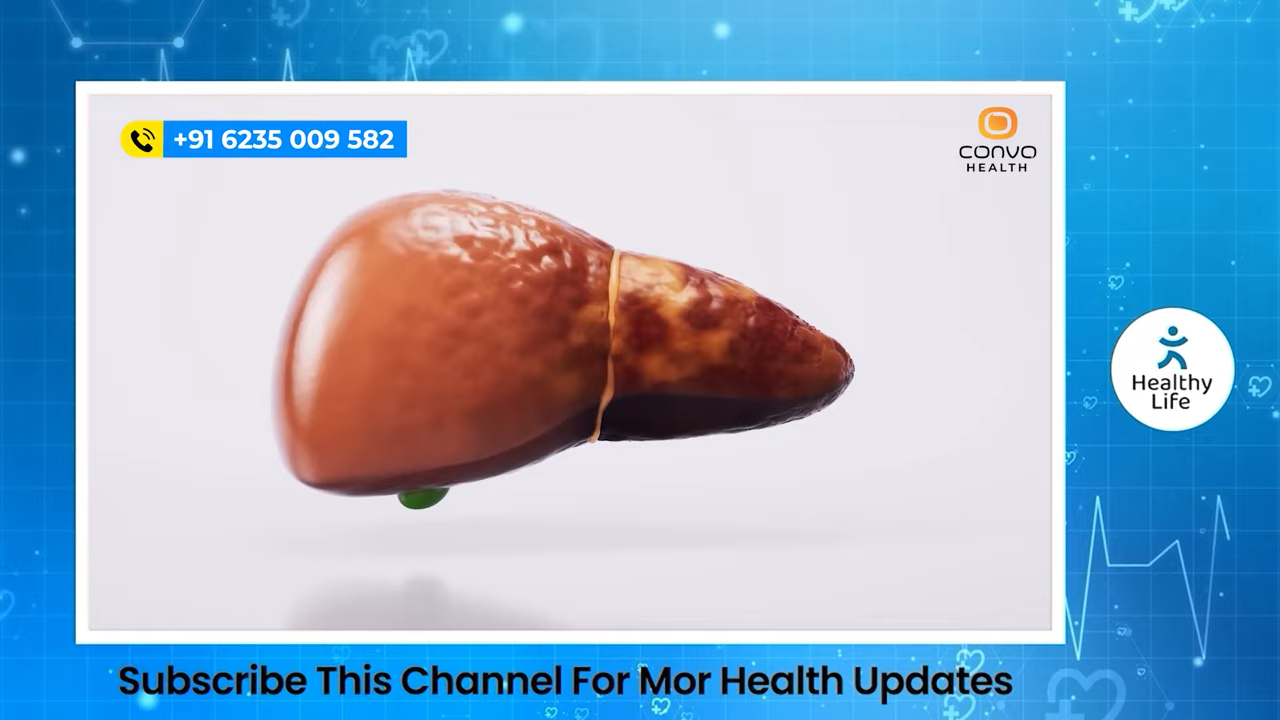 +91 6235 009 582
CONVO
HEALTH
Healthy
Life
Subscribe This Channel For Mor Health Updates